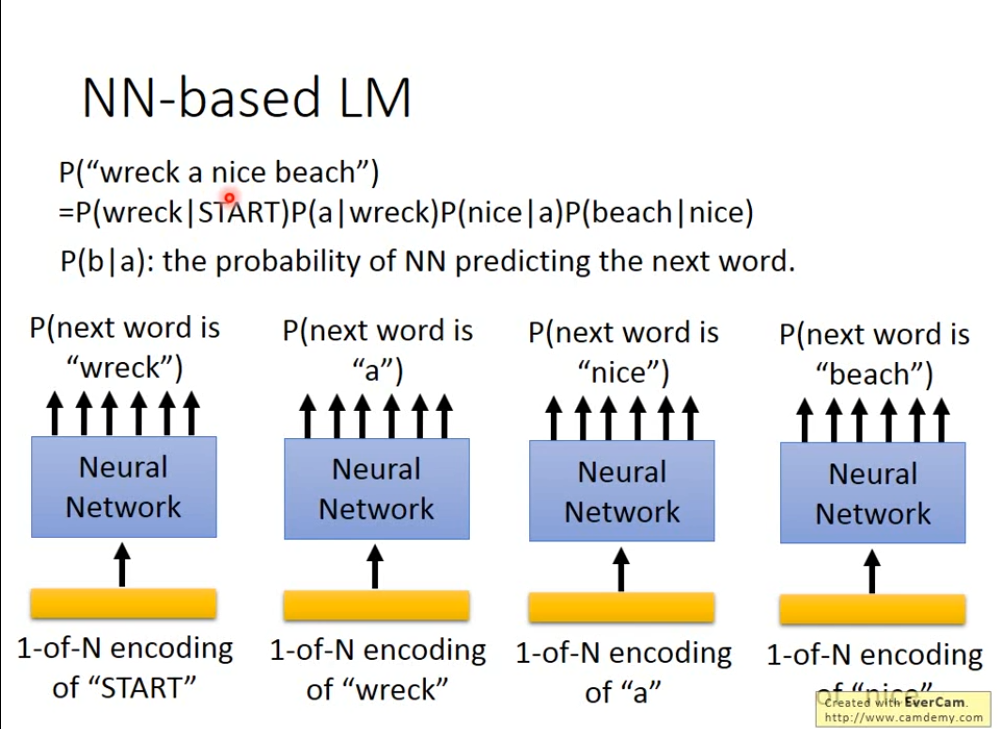 NN-based LM
P(“wreck a nice beach”)
=P(wreck|START)P(a|wreck)P(nice|a)P(beach|nice)
P(b|a): the probability of NN predicting the next word.
P(next word is
“wreck”)
P(next word is
“a”)
P(next word is
“nice”)
P(next word is
“beach”)
Neural
Network
Neural
Network
Neural
Network
Neural
Network
1-of-N encoding
of “START”
1-of-N encoding
of “wreck”
1-of-N encoding
of “a”
1-of-N encoding
of “nice”
Created with EverCam.
http://www.camdemy.com